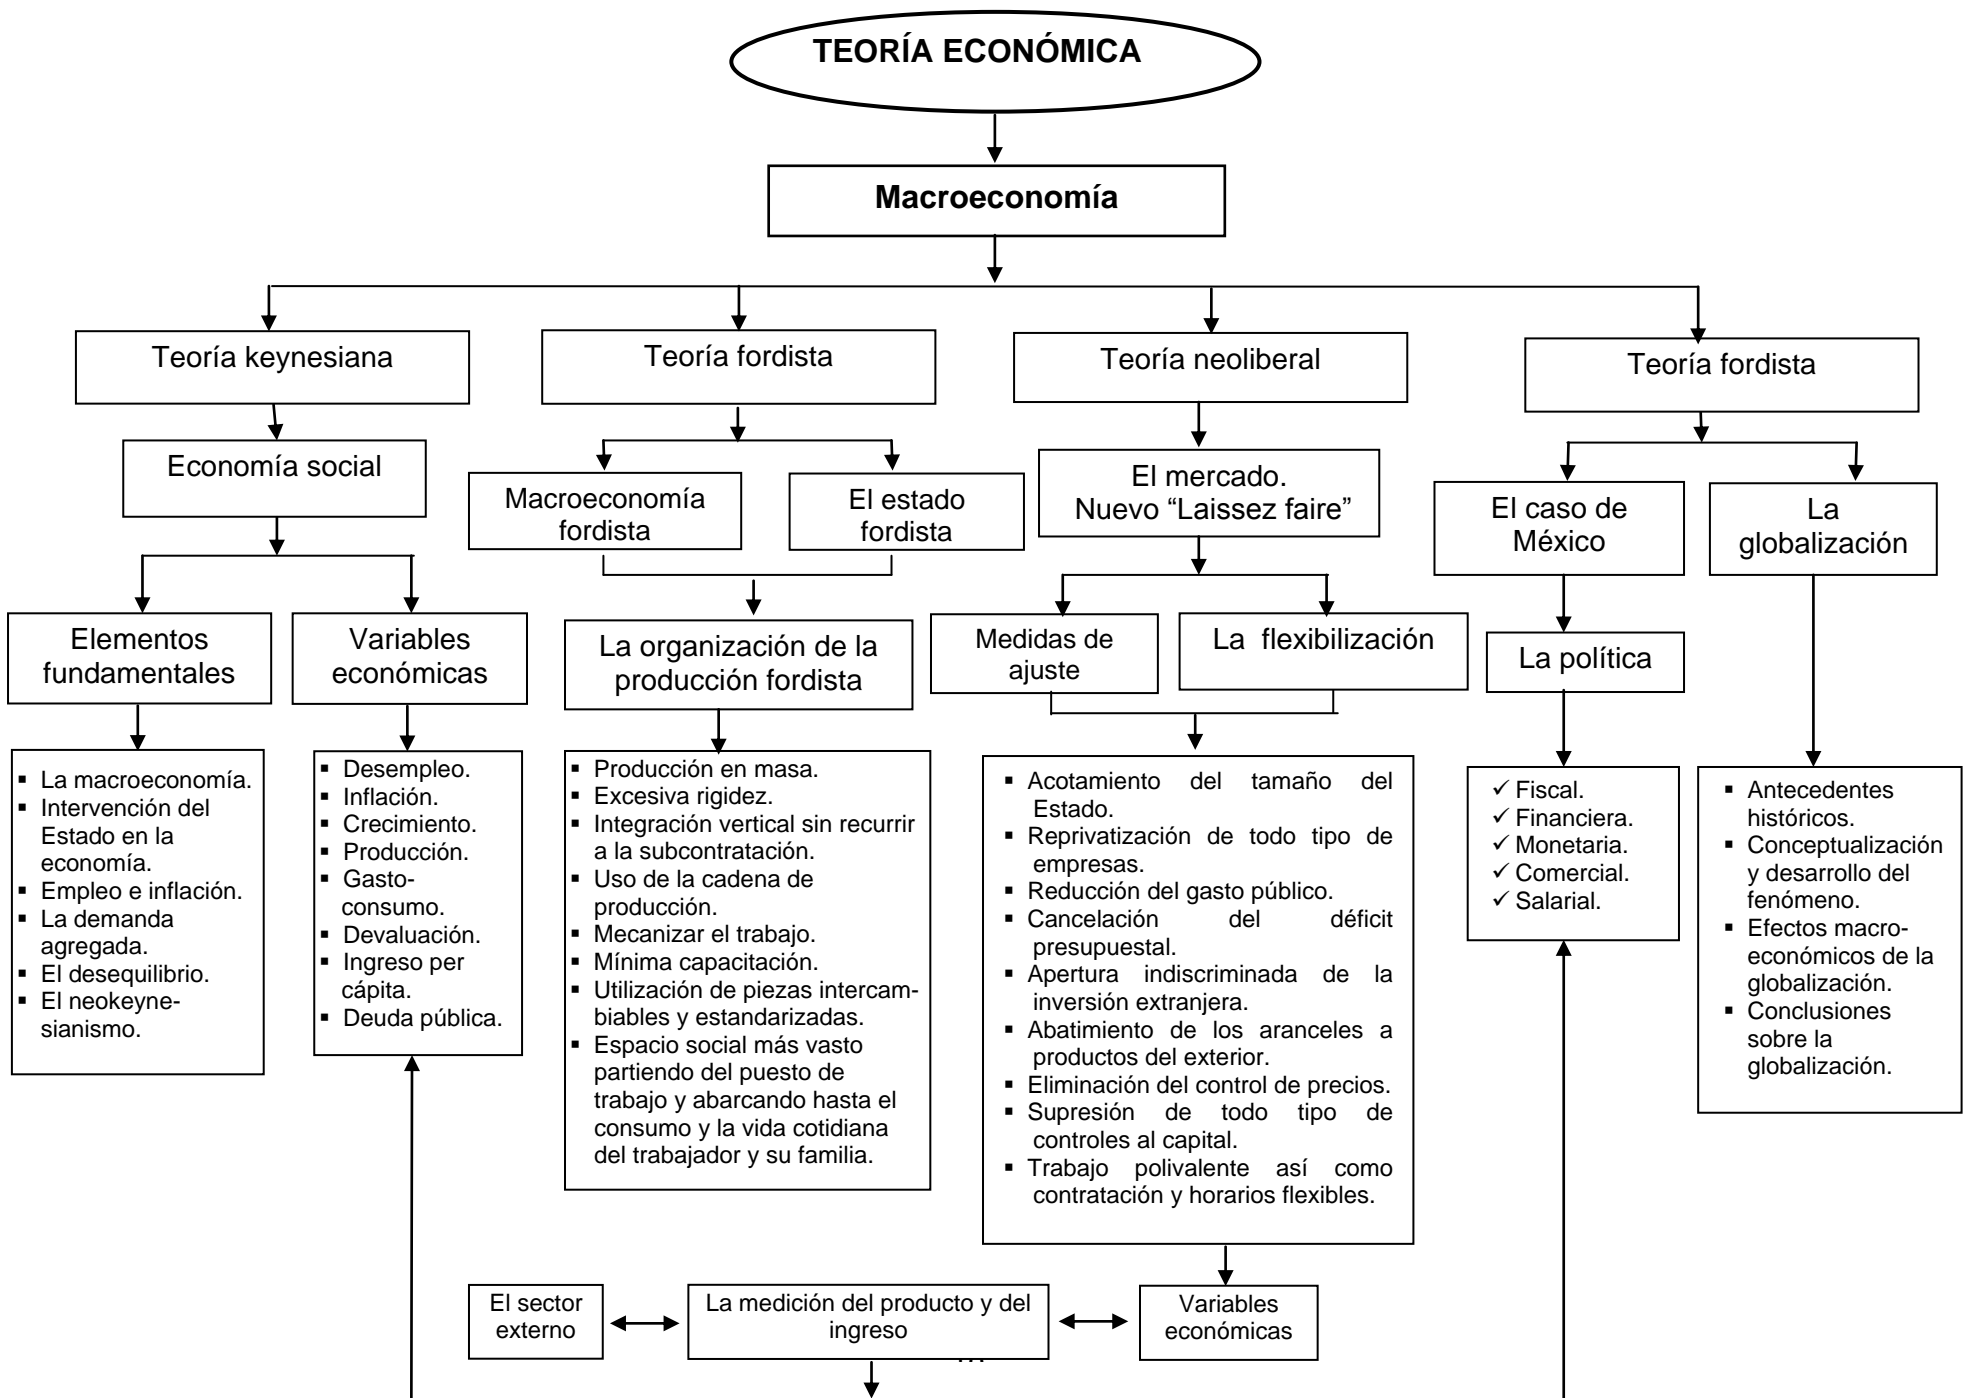 TEORÍA ECONÓMICA
Macroeconomía
Teoría keynesiana
Teoría fordista
Teoría neoliberal
Teoría fordista
Economía social
Macroeconomía
fordista
El estado
fordista
El mercado.
Nuevo “Laissez faire”
El caso de
México
La
globalización
Elementos
fundamentales
Variables
económicas
La organización de la
producción fordista
Medidas de
ajuste
La flexibilización
La política
▪ La macroeconomía.
▪ Intervención del
Estado en la
economía.
▪ Empleo e inflación.
▪ La demanda
agregada.
▪ El desequilibrio.
▪ El neokeyne-
sianismo.
▪ Desempleo.
▪ Inflación.
▪ Crecimiento.
▪ Producción.
▪ Gasto-
consumo.
▪ Devaluación.
▪ Ingreso per
cápita.
▪ Deuda pública.
▪ Producción en masa.
▪ Excesiva rigidez.
▪ Integración vertical sin recurrir
a la subcontratación.
▪ Uso de la cadena de
producción.
▪ Mecanizar el trabajo.
▪ Mínima capacitación.
▪ Utilización de piezas intercam-
biables y estandarizadas.
▪ Espacio social más vasto
partiendo del puesto de
trabajo y abarcando hasta el
consumo y la vida cotidiana
del trabajador y su familia.
▪ Acotamiento del tamaño del
Estado.
▪ Reprivatización de todo tipo de
empresas.
▪ Reducción del gasto público.
▪ Cancelación del déficit
presupuestal.
▪ Apertura indiscriminada de la
inversión extranjera.
▪ Abatimiento de los aranceles a
productos del exterior.
▪ Eliminación del control de precios.
▪ Supresión de todo tipo de
controles al capital.
▪ Trabajo polivalente así como
contratación y horarios flexibles.
✓ Fiscal.
✓ Financiera.
✓ Monetaria.
✓ Comercial.
✓ Salarial.
▪ Antecedentes
históricos.
▪ Conceptualización
y desarrollo del
fenómeno.
▪ Efectos macro-
económicos de la
globalización.
▪ Conclusiones
sobre la
globalización.
El sector
externo
La medición del producto y del
ingreso
Variables
económicas
...